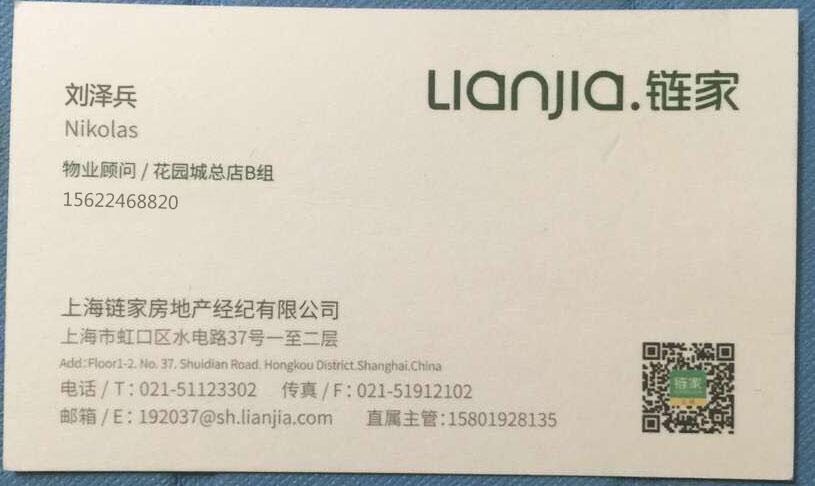 刘泽兵
Nikolas
LIANJIA.链家
物业顾问 / 花园城总店B组
15622468820
上海链家房地产经纪有限公司
上海市虹口区水电路37号一至二层
Add:Floor1-2. No. 37. Shuidian Road. Hongkou District.Shanghai.China
电话 / T: 021-51123302 传真 / F: 021-51912102
邮箱 / E: 192037@sh.lianjia.com 直属主管:15801928135
链家